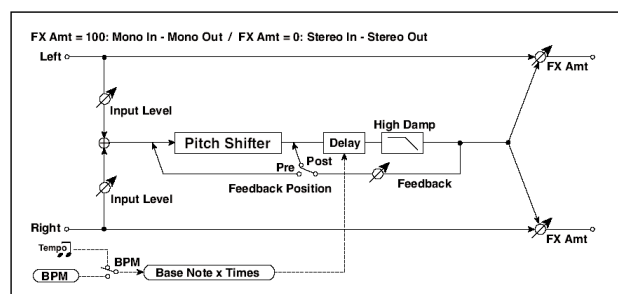 FX Amt = 100: Mono In - Mono Out / FX Amt = 0: Stereo In - Stereo Out
Left
FX Amt
Input Level
High Damp
Pitch Shifter
Delay
Post
Pre
Feedback Position
Feedback
Input Level
Right
FX Amt
Tempo
BPM
BPM
Base Note x Times